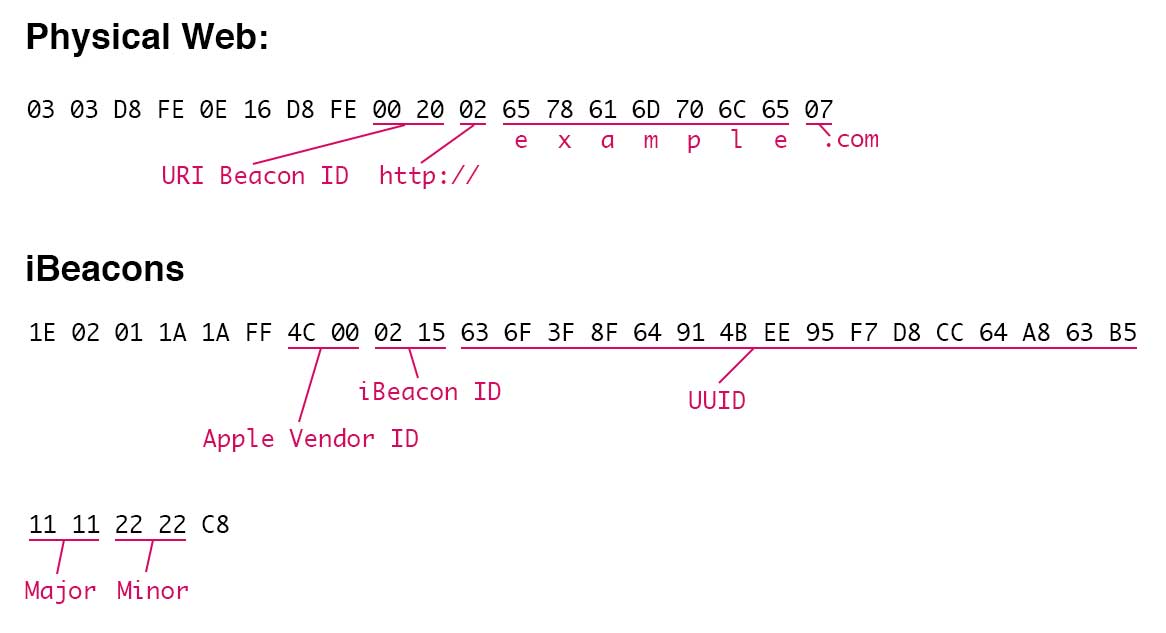 Physical Web:
03 03 D8 FE 0E 16 D8 FE 00 20 02 65 78 61 6D 70 6C 65 07
e x a m p l e .com
URI Beacon ID http://
iBeacons
1E 02 01 1A 1A FF 4C 00 02 15 63 6F 3F 8F 64 91 4B EE 95 F7 D8 CC 64 A8 63 B5
iBeacon ID
UUID
Apple Vendor ID
11 11 22 22 C8
Major Minor